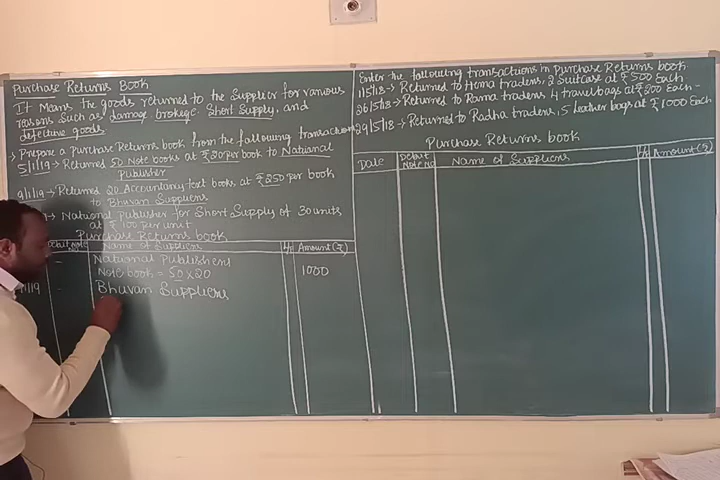 Purchase Returns Book
It Means the goods returned to the Supplier for various
reasons Such as damage brokege Short Supply, and
defective goods
Prepare a Purchase Returns book from the following transactions
5/1/19 → Returned 50 Note books at ₹20 per book to National
Publisher
9/1/19 → Returned 20 Accountancy text books at ₹250 per book
to Bhuvan Suppliers
National publisher for Short Supply of 30 units
at ₹100 per unit
Purchase Returns book
Debit Note Name of Suppliers L/F Amount (₹)
- National Publishers
Note book = 50 × 20 1000
9/1/19 - Bhuvan Suppliers
Enter the following transactions in Purchase Returns book
11/5/18 → Returned to Hema traders, 2 Suitcase at ₹500 Each
26/5/18 → Returned to Rama traders 4 travelbags at ₹200 Each -
29/5/18 → Returned to Radha traders, 5 leather bags at ₹1000 Each
Purchase Returns book
Date Debit Note No Name of Suppliers L/F Amount (₹)